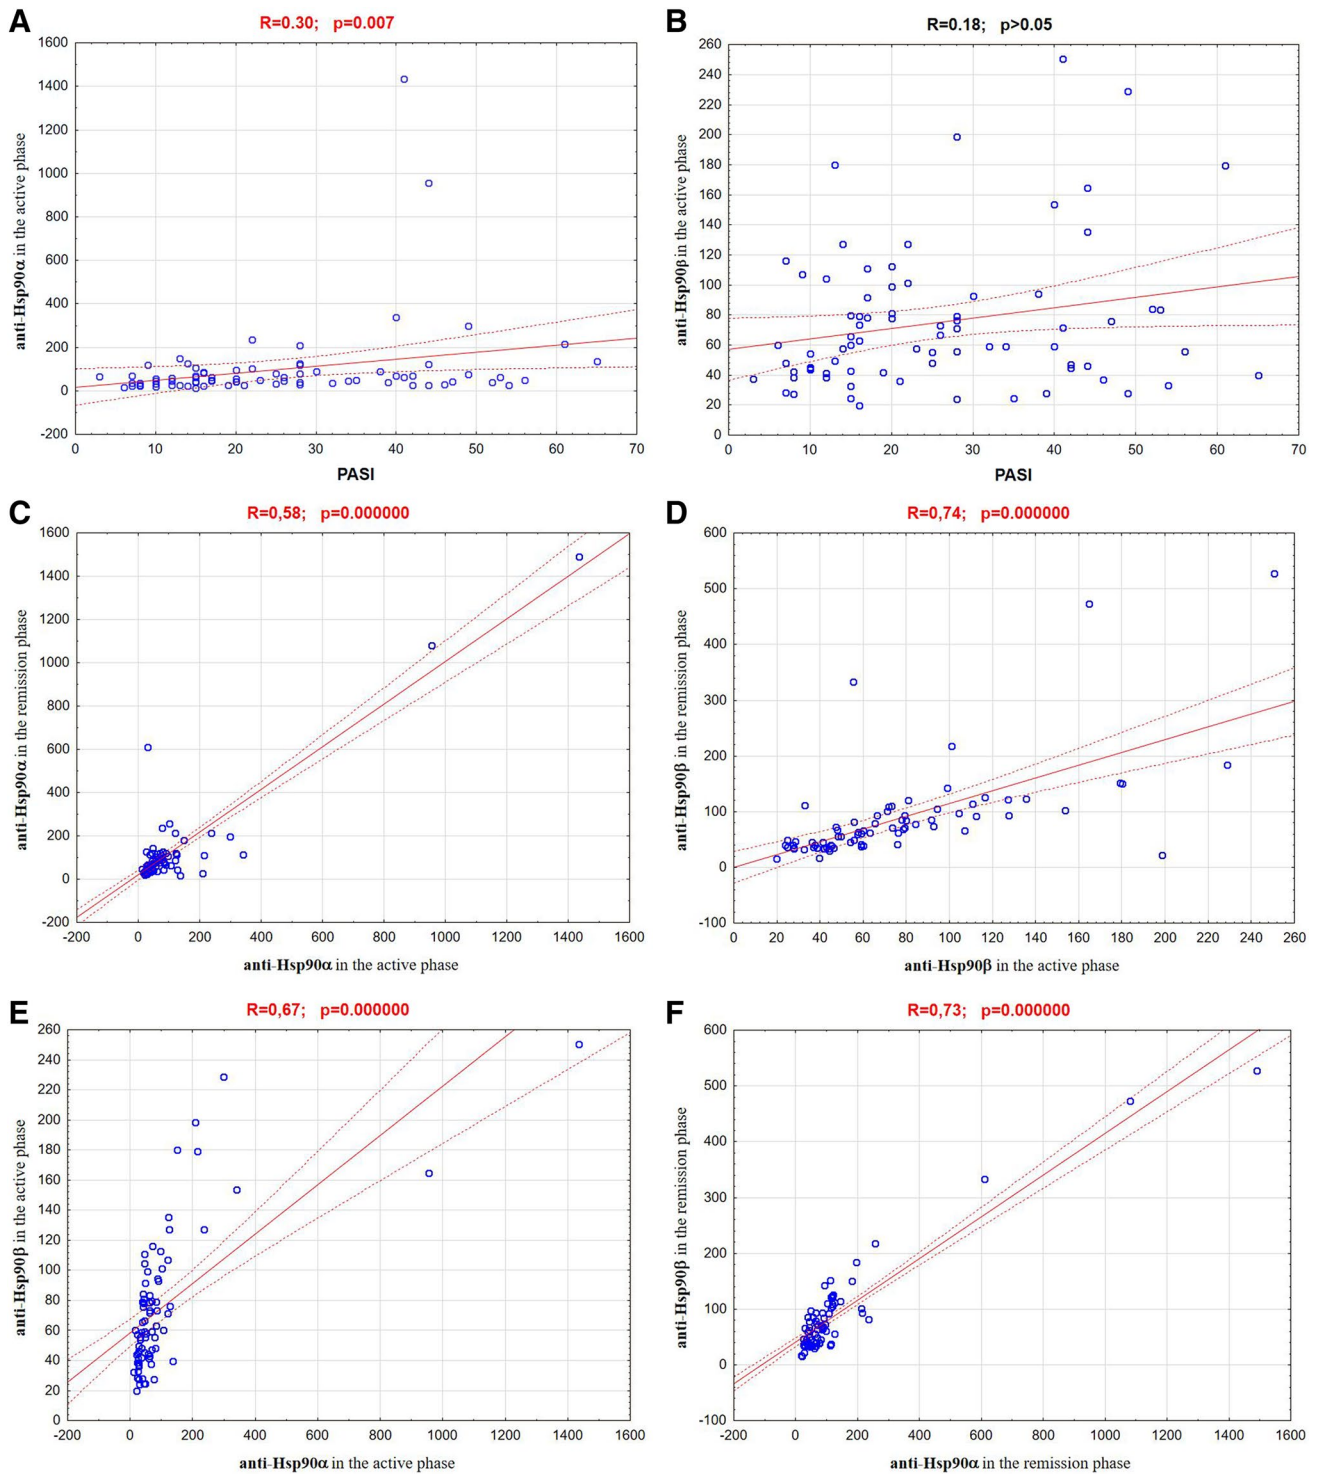 A
R=0.30; p=0.007
1600
1400
1200
1000
800
600
400
200
0
-200
anti-Hsp90α in the active phase
0 10 20 30 40 50 60 70
PASI
B
R=0.18; p>0.05
260
240
220
200
180
160
140
120
100
80
60
40
20
0
anti-Hsp90β in the active phase
0 10 20 30 40 50 60 70
PASI
C
R=0,58; p=0.000000
1600
1400
1200
1000
800
600
400
200
0
-200
anti-Hsp90α in the remission phase
-200 0 200 400 600 800 1000 1200 1400 1600
anti-Hsp90α in the active phase
D
R=0,74; p=0.000000
600
500
400
300
200
100
0
-100
anti-Hsp90β in the remission phase
0 20 40 60 80 100 120 140 160 180 200 220 240 260
anti-Hsp90β in the active phase
E
R=0,67; p=0.000000
260
240
220
200
180
160
140
120
100
80
60
40
20
0
anti-Hsp90β in the active phase
-200 0 200 400 600 800 1000 1200 1400 1600
anti-Hsp90α in the active phase
F
R=0,73; p=0.000000
600
500
400
300
200
100
0
-100
anti-Hsp90β in the remission phase
-200 0 200 400 600 800 1000 1200 1400 1600
anti-Hsp90α in the remission phase